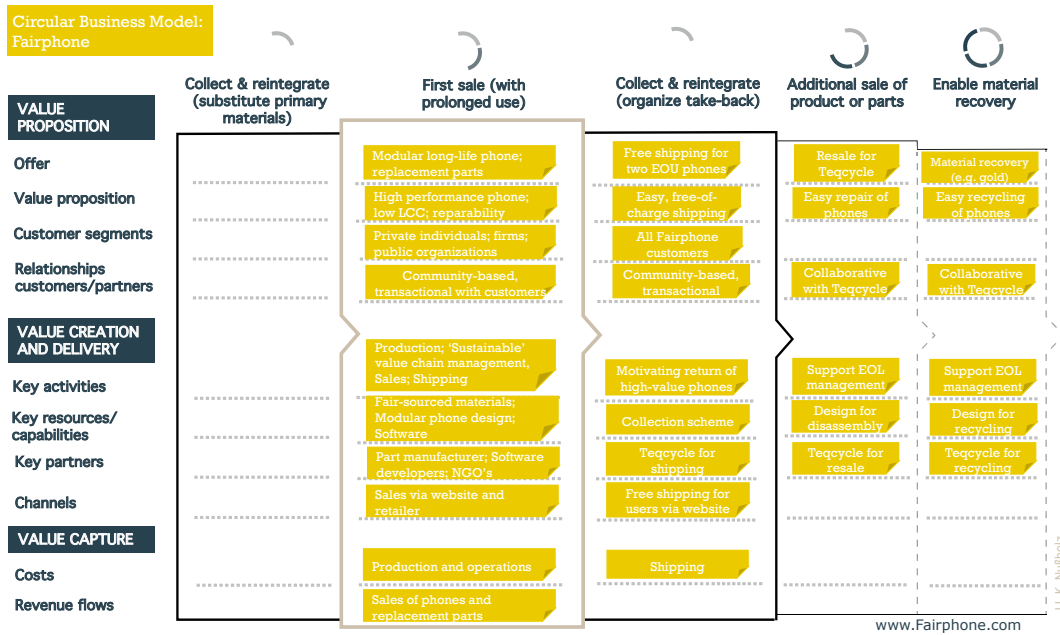 Circular Business Model:
Fairphone
Collect & reintegrate
(substitute primary
materials)
First sale (with
prolonged use)
Collect & reintegrate
(organize take-back)
Additional sale of
product or parts
Enable material
recovery
VALUE
PROPOSITION
Offer
Modular long-life phone;
replacement parts
Free shipping for
two EOU phones
Resale for
Teqcycle
Material recovery
(e.g. gold)
Value proposition
High performance phone;
low LCC; reparability
Easy, free-of-
charge shipping
Easy repair of
phones
Easy recycling
of phones
Customer segments
Private individuals; firms;
public organizations
All Fairphone
customers
Relationships
customers/partners
Community-based,
transactional with customers
Community-based,
transactional
Collaborative
with Teqcycle
Collaborative
with Teqcycle
VALUE CREATION
AND DELIVERY
Key activities
Production; ‘Sustainable’
value chain management,
Sales; Shipping
Motivating return of
high-value phones
Support EOL
management
Support EOL
management
Key resources/
capabilities
Fair-sourced materials;
Modular phone design;
Software
Collection scheme
Design for
disassembly
Design for
recycling
Key partners
Part manufacturer; Software
developers; NGO’s
Teqcycle for
shipping
Teqcycle for
resale
Teqcycle for
recycling
Channels
Sales via website and
retailer
Free shipping for
users via website
VALUE CAPTURE
Costs
Production and operations
Shipping
Revenue flows
Sales of phones and
replacement parts
www.Fairphone.com